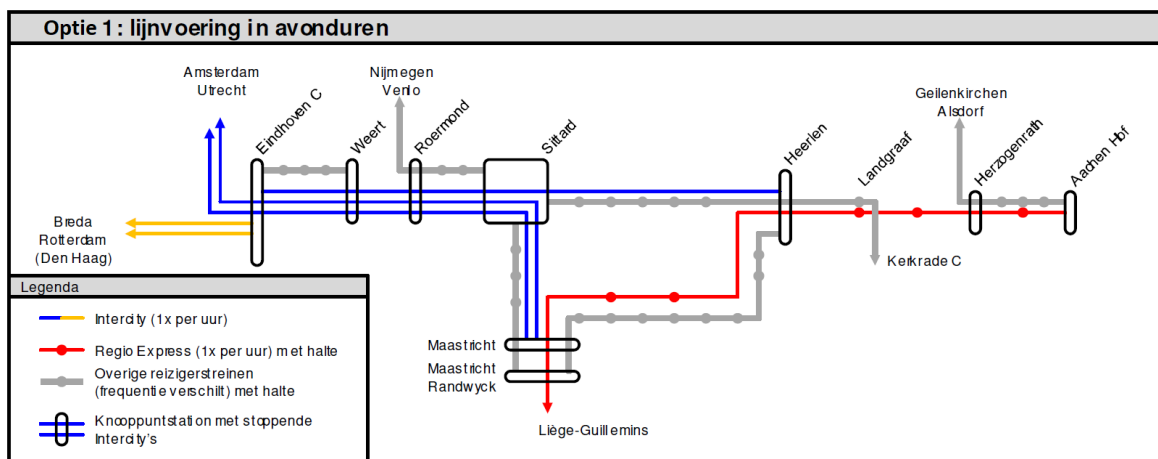 Optie 1: lijnvoering in avonduren
Amsterdam
Utrecht
Eindhoven C
Weert
Nijmegen
Venlo
Roermond
Sittard
Heerlen
Landgraaf
Geilenkirchen
Alsdorf
Herzogenrath
Aachen Hbf
Breda
Rotterdam
(Den Haag)
Kerkrade C
Maastricht
Maastricht
Randwyck
Liège-Guillemins
Legenda
Intercity (1x per uur)
Regio Express (1x per uur) met halte
Overige reizigerstreinen
(frequentie verschilt) met halte
Knooppuntstation met stoppende
Intercity's